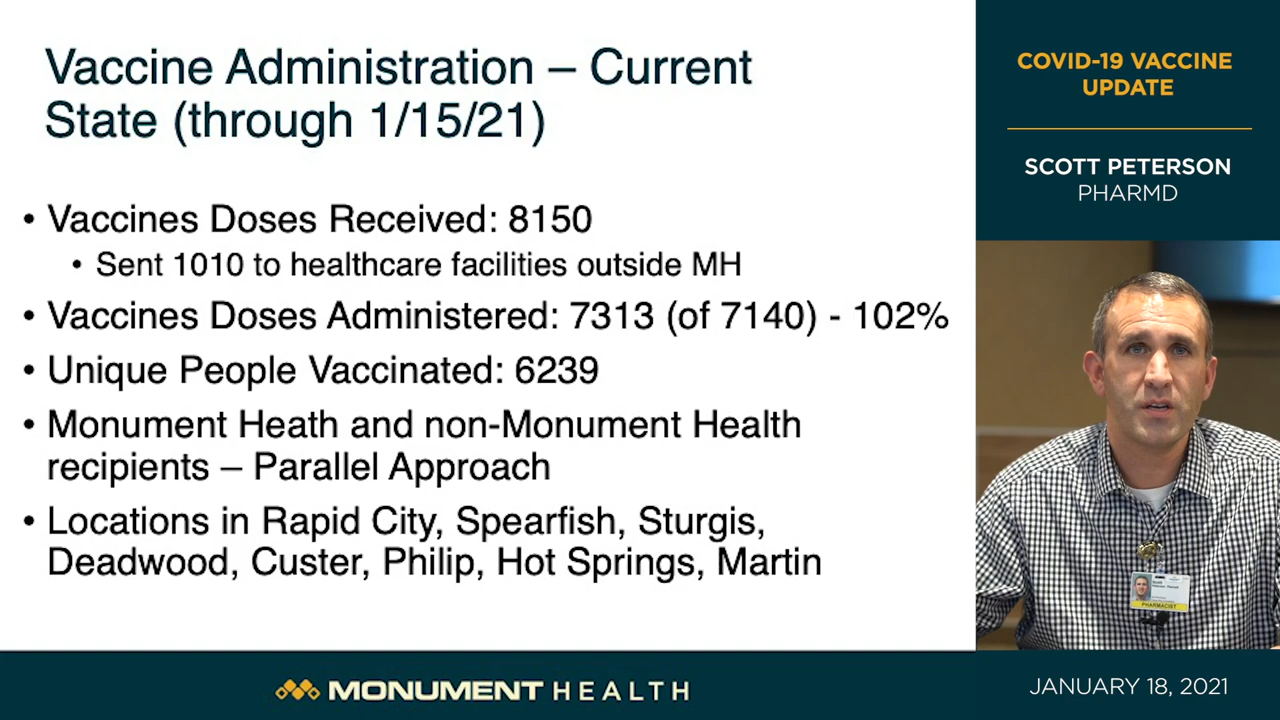 Vaccine Administration – Current
State (through 1/15/21)
• Vaccines Doses Received: 8150
• Sent 1010 to healthcare facilities outside MH
• Vaccines Doses Administered: 7313 (of 7140) - 102%
• Unique People Vaccinated: 6239
• Monument Heath and non-Monument Health
recipients – Parallel Approach
• Locations in Rapid City, Spearfish, Sturgis,
Deadwood, Custer, Philip, Hot Springs, Martin
MONUMENT HEALTH
COVID-19 VACCINE
UPDATE
SCOTT PETERSON
PHARMD
Scott
PHARMACIST
JANUARY 18, 2021